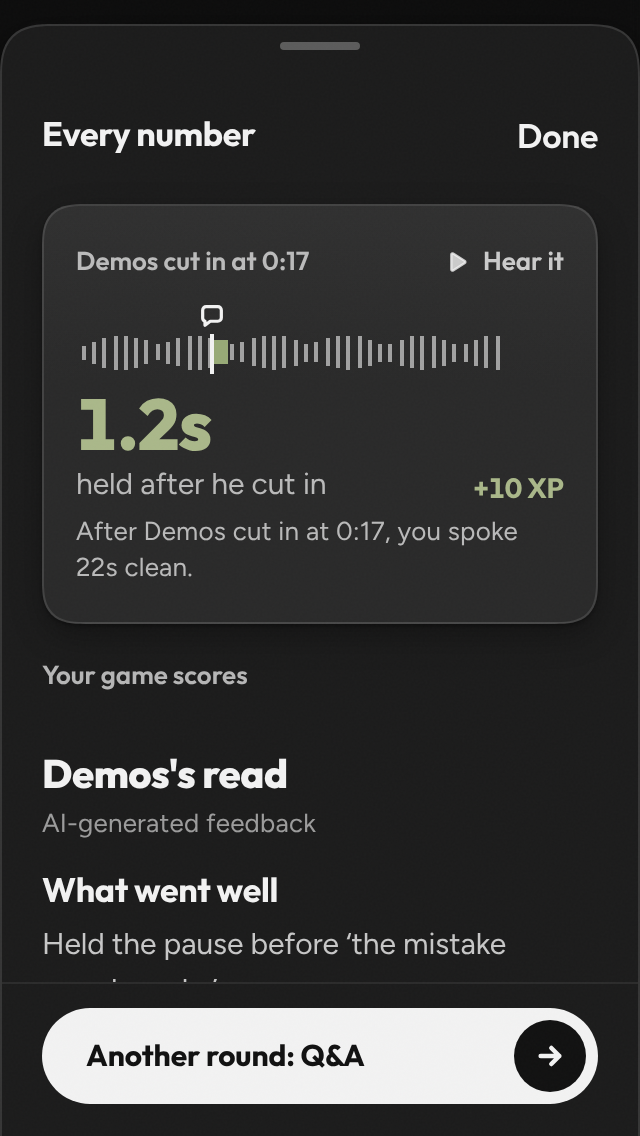 Every number
Done
Demos cut in at 0:17
Hear it
1.2s
held after he cut in
+10 XP
After Demos cut in at 0:17, you spoke
22s clean.
Your game scores
Demos's read
AI-generated feedback
What went well
Held the pause before ‘the mistake
Another round: Q&A